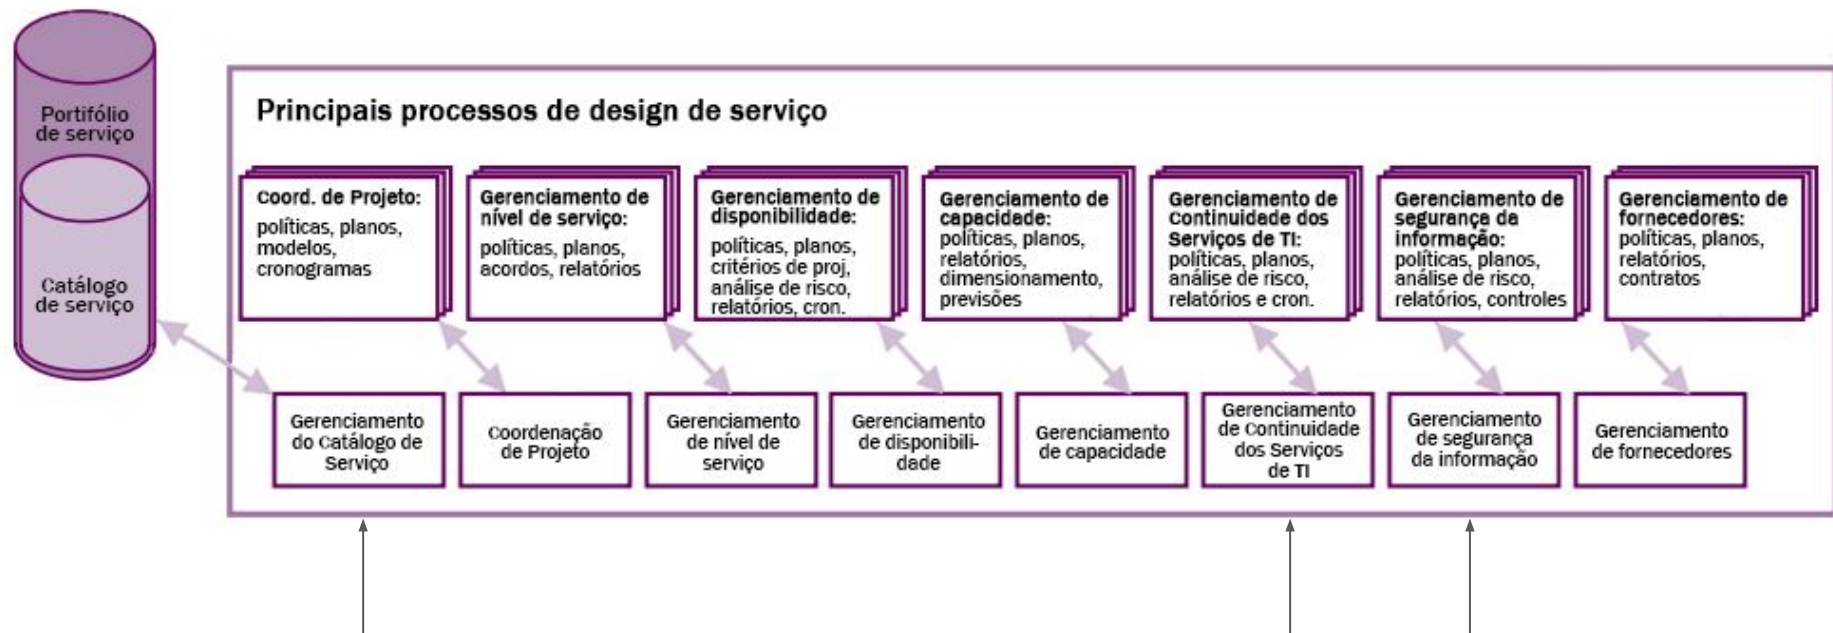 Portifólio
de serviço
Catálogo
de serviço
Principais processos de design de serviço
Coord. de Projeto:
políticas, planos,
modelos,
cronogramas
Gerenciamento de
nível de serviço:
políticas, planos,
acordos, relatórios
Gerenciamento de
disponibilidade:
políticas, planos,
critérios de proj,
análise de risco,
relatórios, cron.
Gerenciamento de
capacidade:
políticas, planos,
relatórios,
dimensionamento,
previsões
Gerenciamento de
Continuidade dos
Serviços de TI:
políticas, planos,
análise de risco,
relatórios e cron.
Gerenciamento de
segurança da
informação:
políticas, planos,
análise de risco,
relatórios, controles
Gerenciamento de
fornecedores:
políticas, planos,
relatórios,
contratos
Gerenciamento
do Catálogo de
Serviço
Coordenação
de Projeto
Gerenciamento
de nível de
serviço
Gerenciamento
de disponibili-
dade
Gerenciamento
de capacidade
Gerenciamento
de Continuidade
dos Serviços
de TI
Gerenciamento
de segurança
da informação
Gerenciamento
de fornecedores